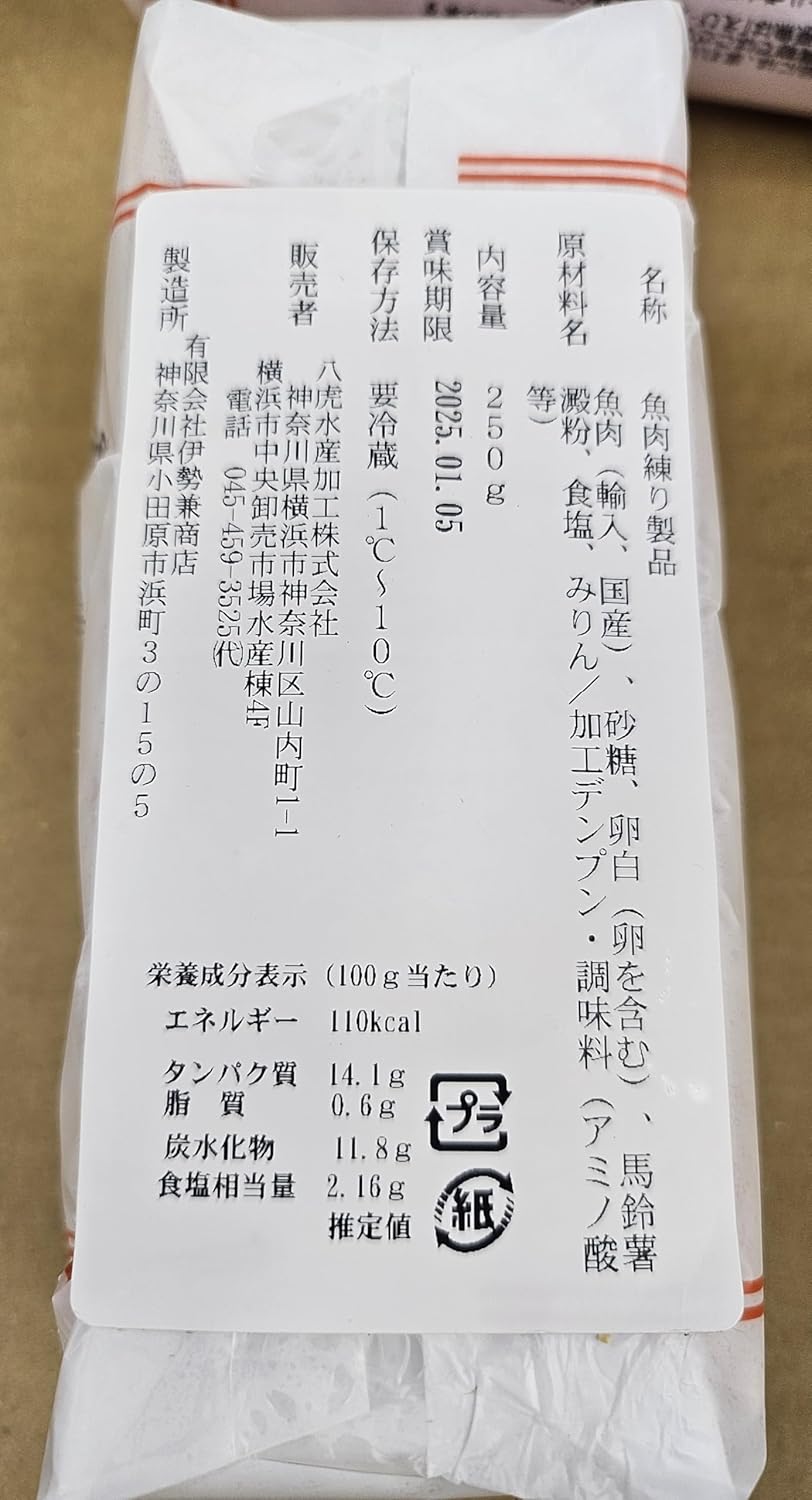 名称 魚肉練り製品
原材料名 魚肉（輸入、国産）、砂糖、卵白（卵を含む）、馬鈴薯
澱粉、食塩、みりん／加工デンプン・調味料（アミノ酸
等）
内容量 250g
賞味期限 2025.01.05
保存方法 要冷蔵（1℃～10℃）
販売者 八虎水産加工株式会社
神奈川県横浜市神奈川区山内町1-1
横浜市中央卸売市場水産棟4F
電話 045-459-3525㈹
製造所 有限会社伊勢兼商店
神奈川県小田原市浜町3の15の5
栄養成分表示（100g当たり）
エネルギー 110kcal
タンパク質 14.1g
脂質 0.6g
炭水化物 11.8g
食塩相当量 2.16g
推定値
プラ
紙